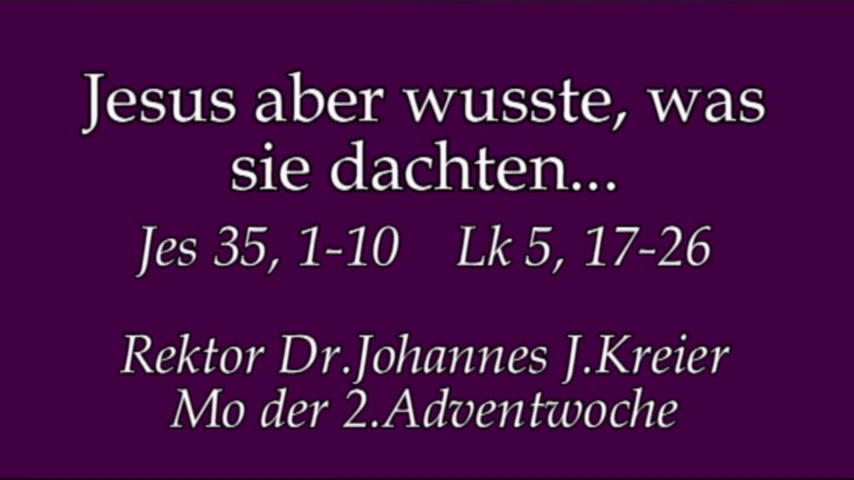 Jesus aber wusste, was
sie dachten...
Jes 35, 1-10 Lk 5, 17-26
Rektor Dr.Johannes J.Kreier
Mo der 2.Adventwoche